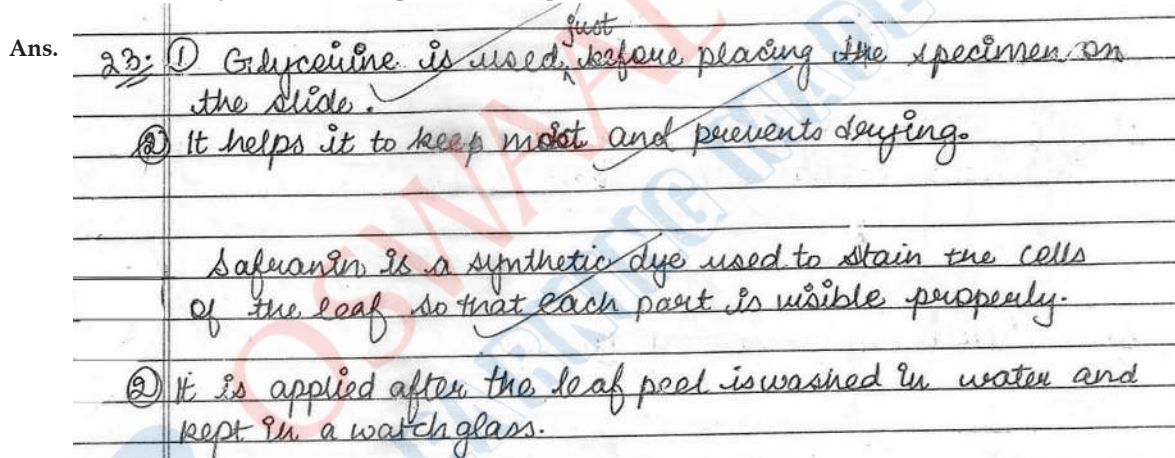 Ans. 23. ① Gylyceriine is used just before placing the specimen on
the slide.
② It helps it to keep moist and prevents drying.
Safranin is a synthetic dye used to stain the cells
of the leaf so that each part is visible properly.
② It is applied after the leaf peel is washed in water and
kept in a watch glass.